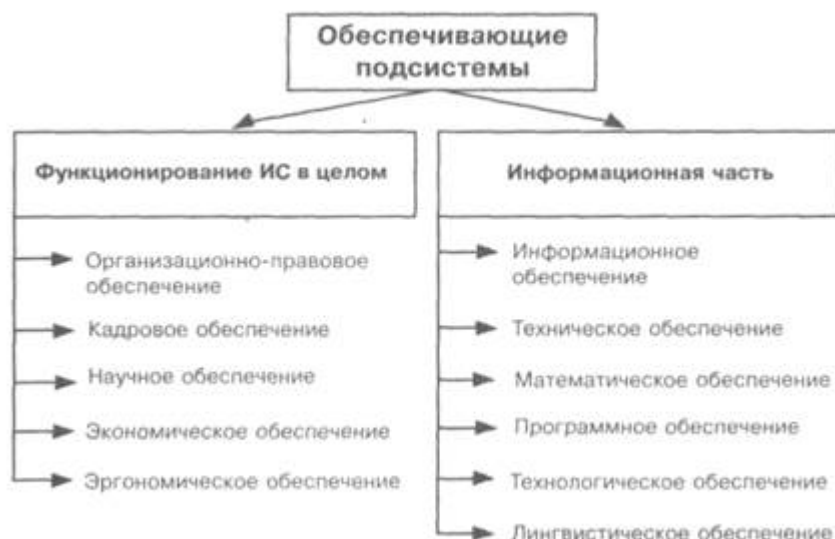 Обеспечивающие
подсистемы
Функционирование ИС в целом
Организационно-правовое
обеспечение
Кадровое обеспечение
Научное обеспечение
Экономическое обеспечение
Эргономическое обеспечение
Информационная часть
Информационное
обеспечение
Техническое обеспечение
Математическое обеспечение
Программное обеспечение
Технологическое обеспечение
Лингвистическое обеспечение